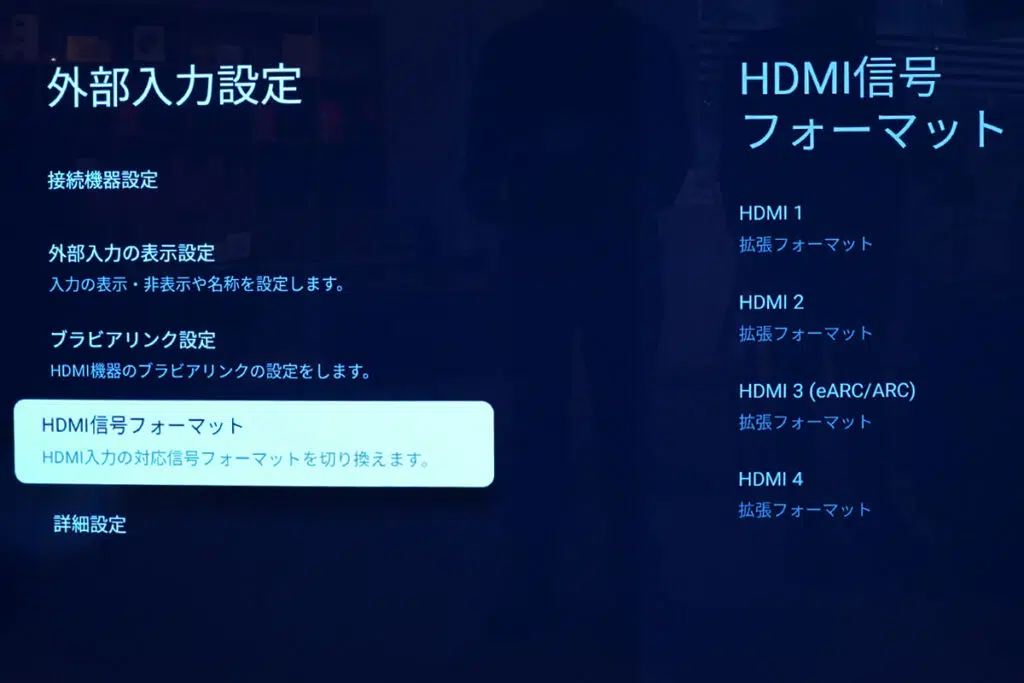 外部入力設定
接続機器設定
外部入力の表示設定
入力の表示・非表示や名称を設定します。
ブラビアリンク設定
HDMI機器のブラビアリンクの設定をします。
HDMI信号フォーマット
HDMI入力の対応信号フォーマットを切り換えます。
詳細設定
HDMI信号
フォーマット
HDMI 1
拡張フォーマット
HDMI 2
拡張フォーマット
HDMI 3 (eARC/ARC)
拡張フォーマット
HDMI 4
拡張フォーマット